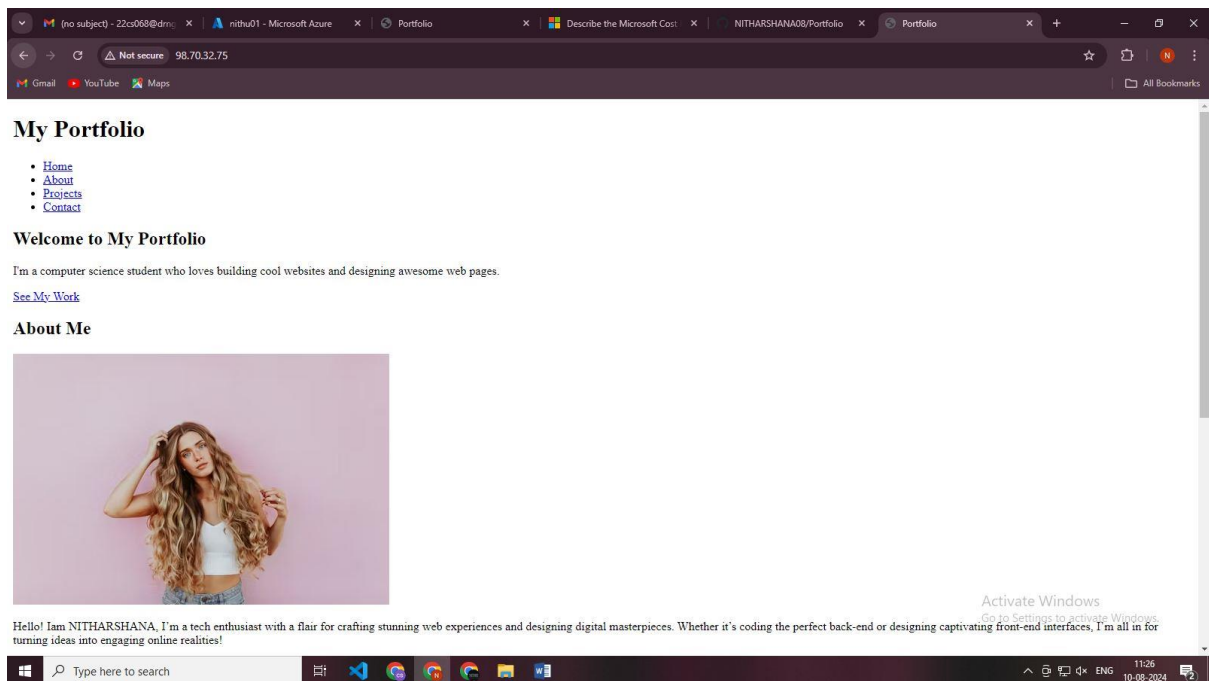 (no subject) - 22cs068@drng
nithu01 - Microsoft Azure
Portfolio
Describe the Microsoft Cost
NITHARSHANA08/Portfolio
Portfolio
Not secure 98.70.32.75
N
Gmail YouTube Maps
All Bookmarks
My Portfolio
Home
About
Projects
Contact
Welcome to My Portfolio
I'm a computer science student who loves building cool websites and designing awesome web pages.
See My Work
About Me
Hello! Iam NITHARSHANA, I'm a tech enthusiast with a flair for crafting stunning web experiences and designing digital masterpieces. Whether it's coding the perfect back-end or designing captivating front-end interfaces, I'm all in for
turning ideas into engaging online realities!
Activate Windows
Go to Settings to activate Windows.
Type here to search
ENG
11:26
10-08-2024
2